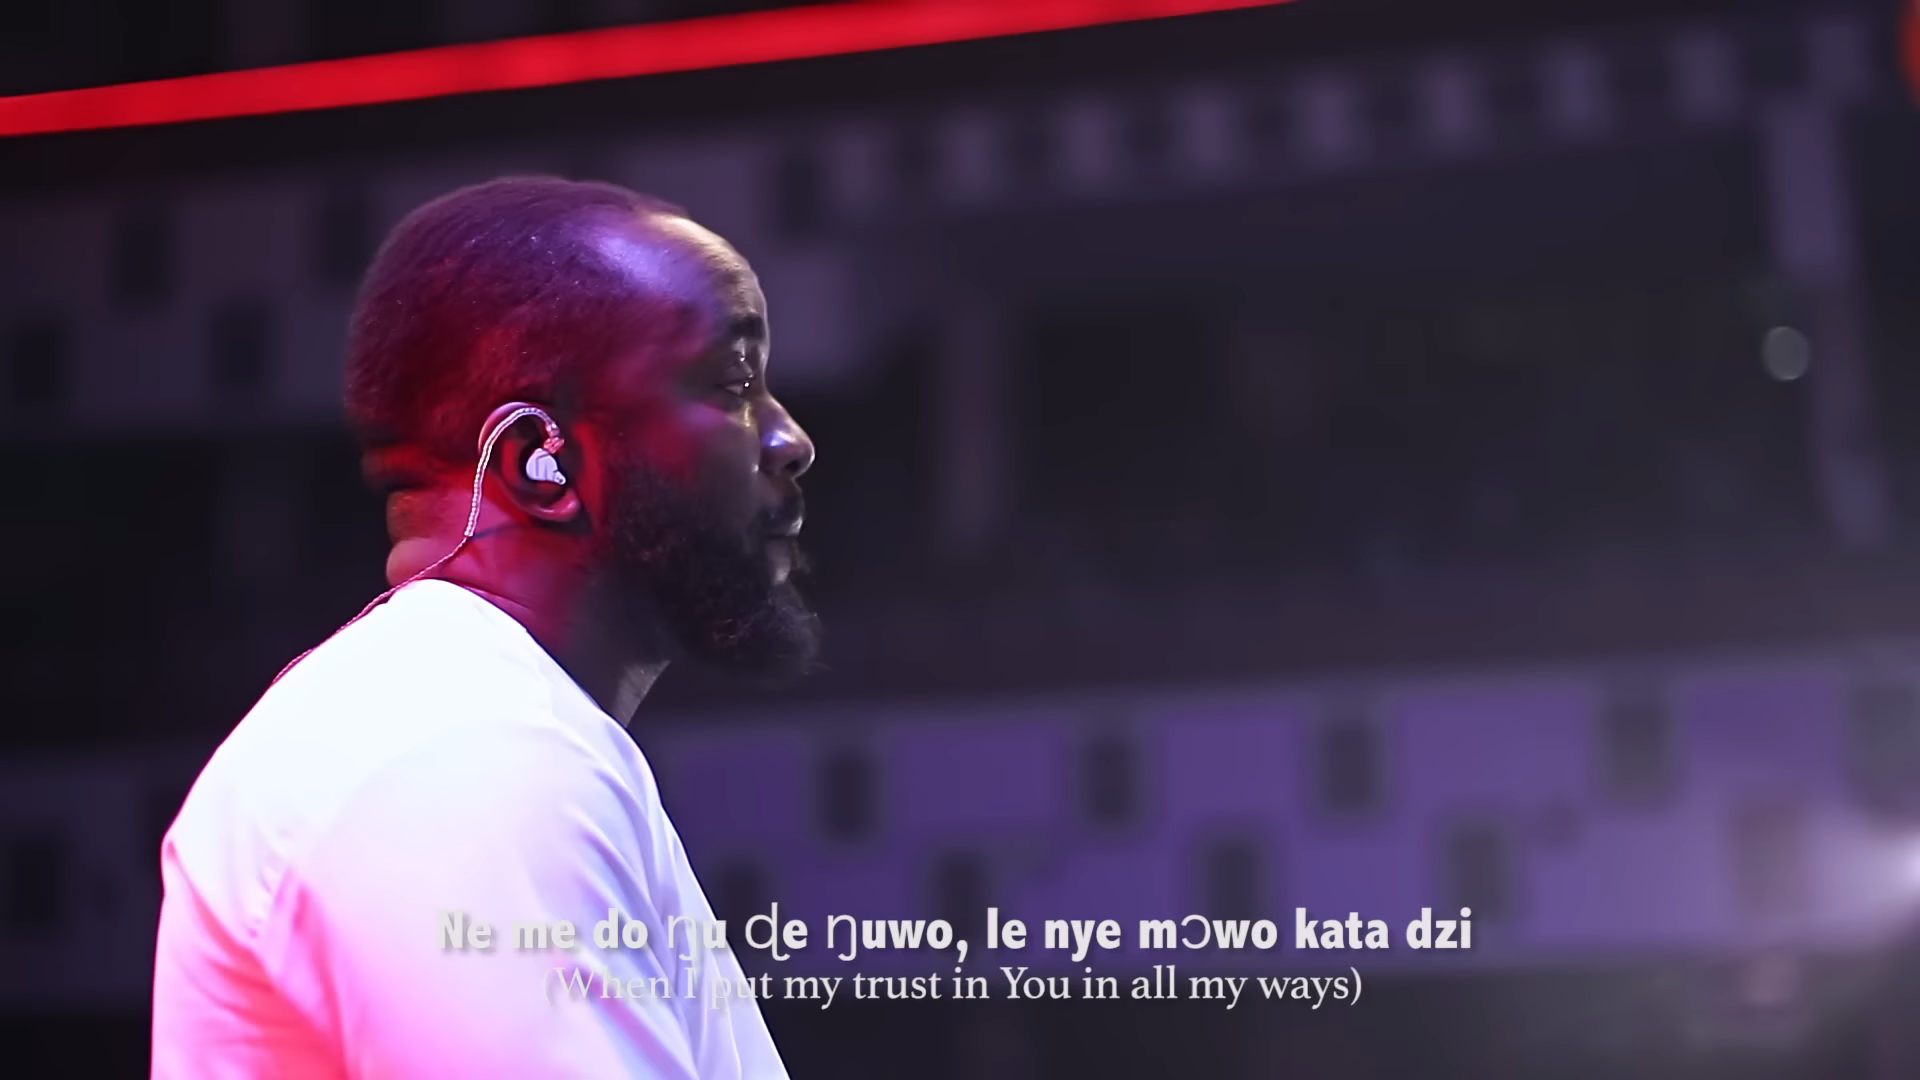 Ne me do ŋu ɖe ŋuwo, le nye mɔwo kata dzi
(When I put my trust in You in all my ways)